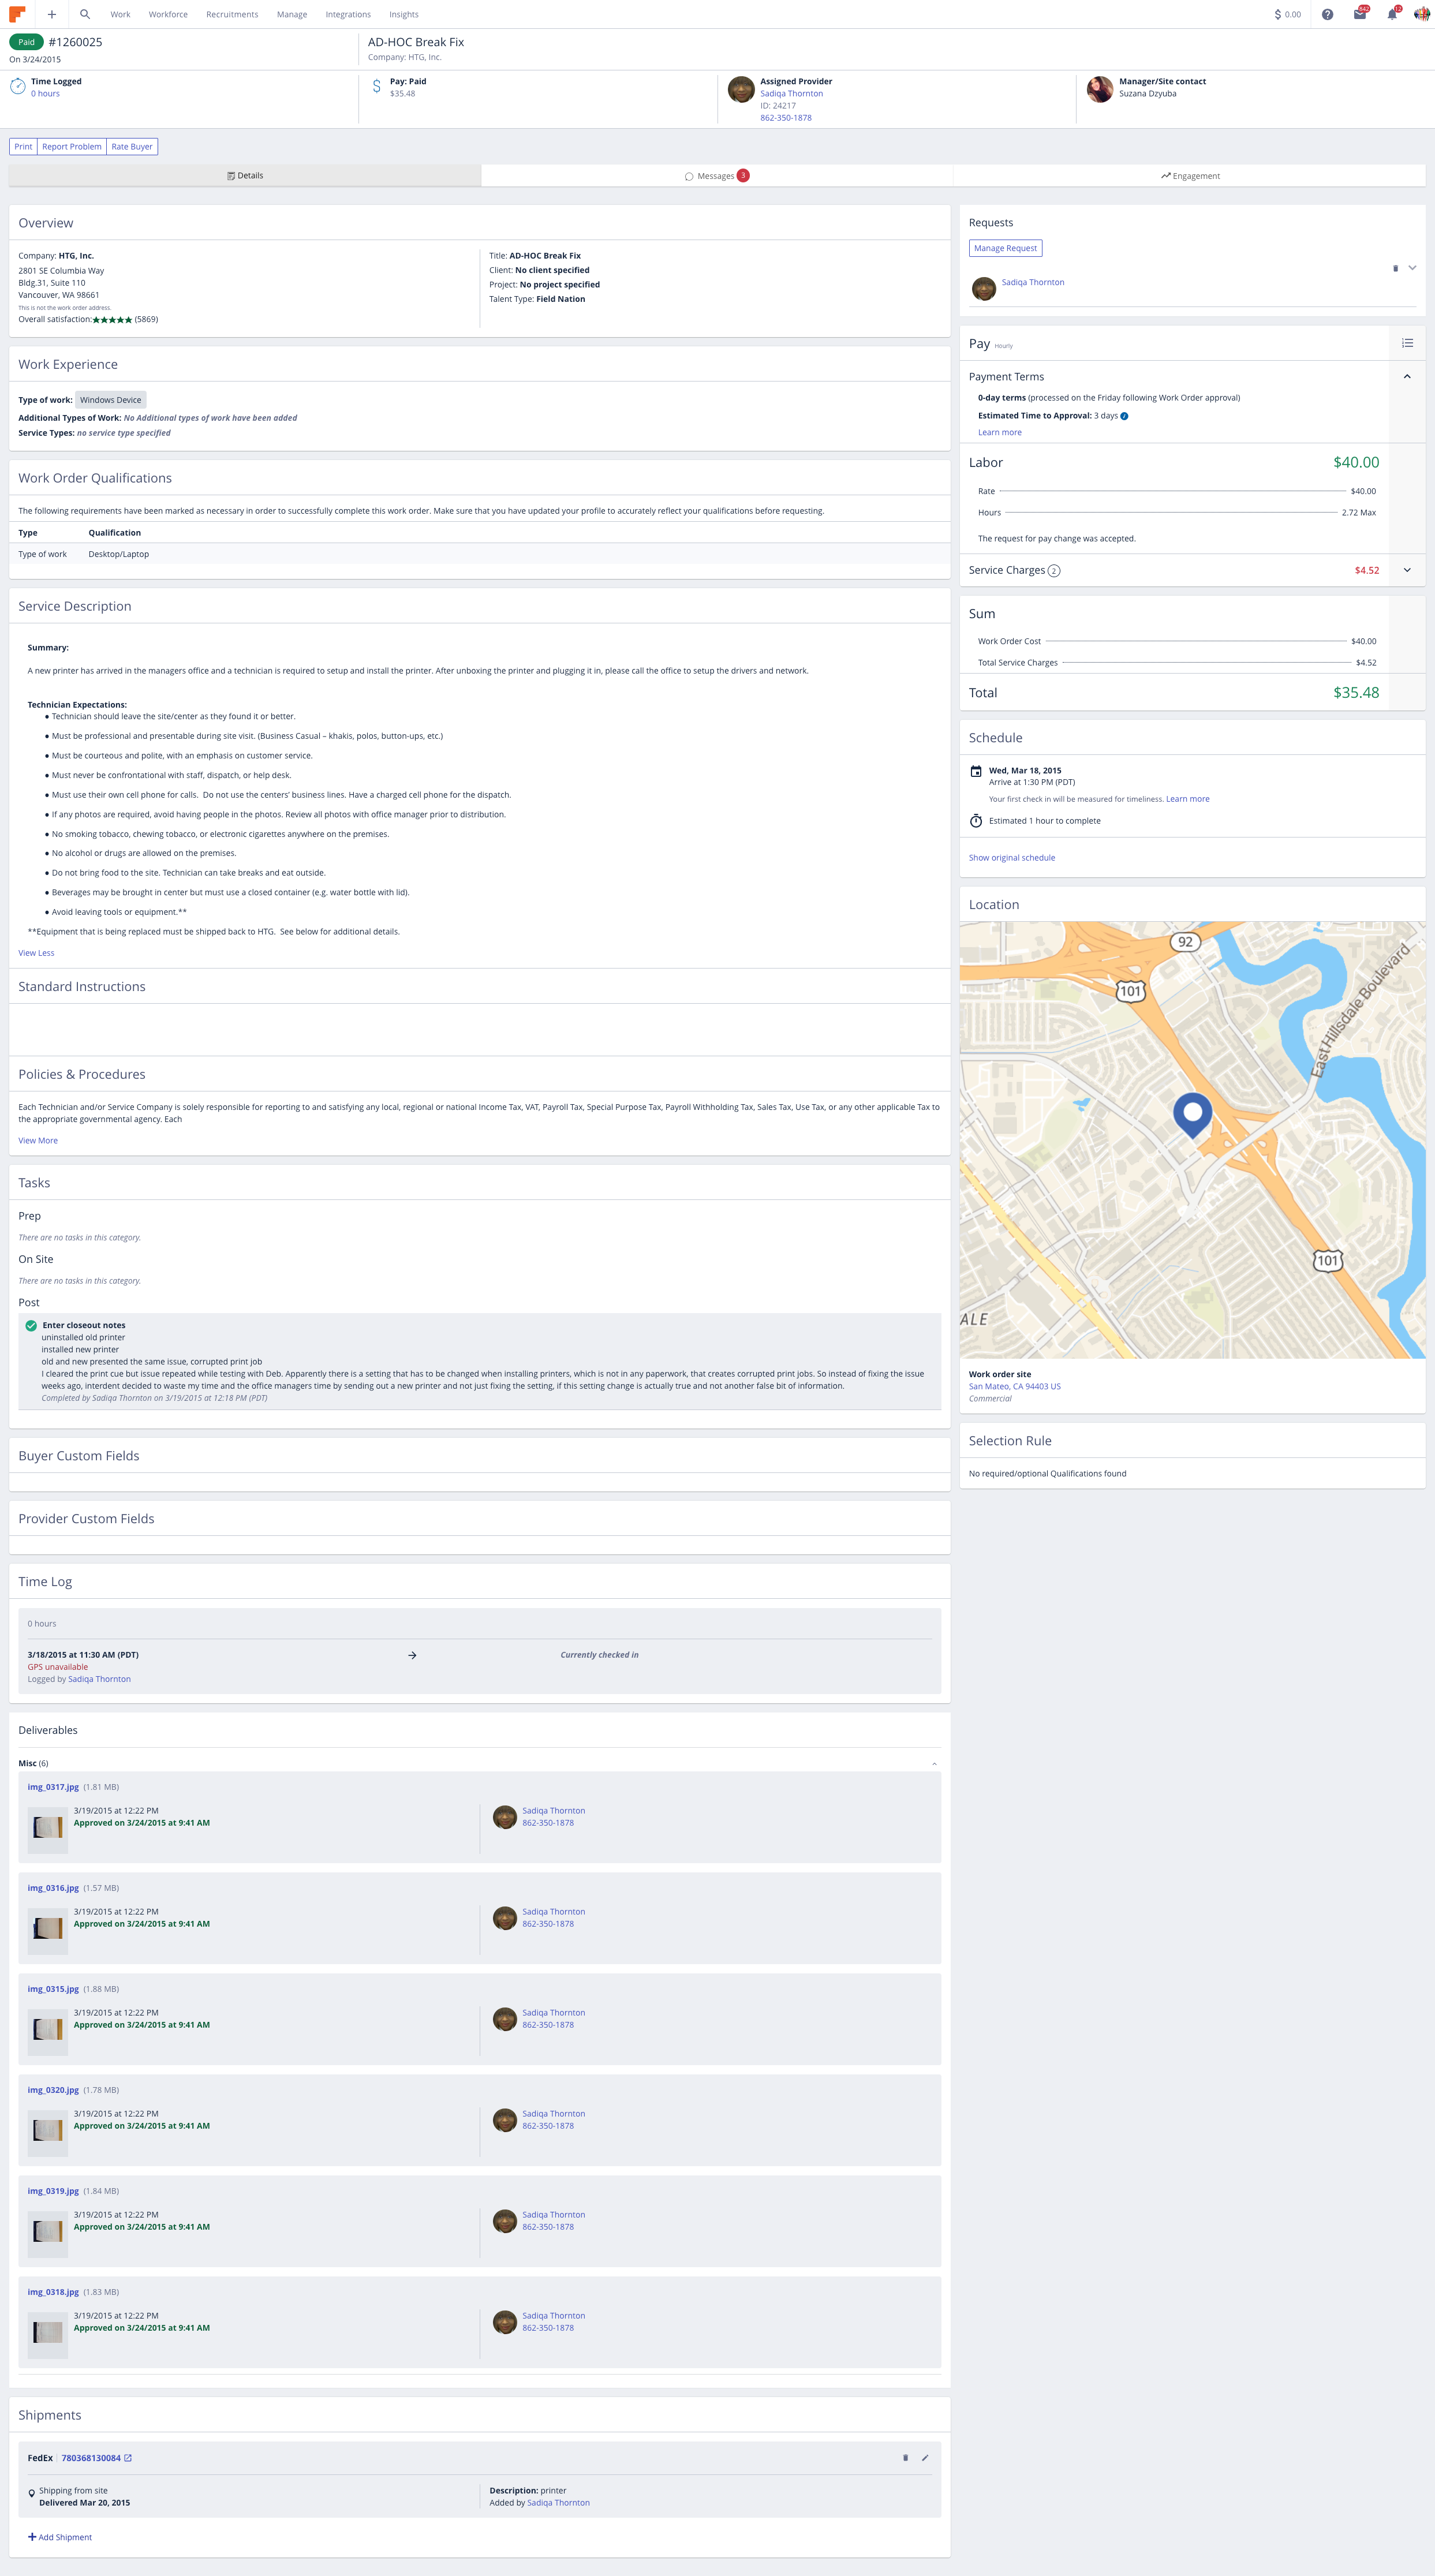 Work Workforce Recruitments Manage Integrations Insights
$ 0.00 842 12
Paid #1260025
On 3/24/2015
AD-HOC Break Fix
Company: HTG, Inc.
Time Logged
0 hours
Pay: Paid
$35.48
Assigned Provider
Sadiqa Thornton
ID: 24217
862-350-1878
Manager/Site contact
Suzana Dzyuba
Print Report Problem Rate Buyer
Details Messages 3 Engagement
Overview
Company: HTG, Inc.
2801 SE Columbia Way
Bldg.31, Suite 110
Vancouver, WA 98661
This is not the work order address.
Overall satisfaction:★★★★★ (5869)
Title: AD-HOC Break Fix
Client: No client specified
Project: No project specified
Talent Type: Field Nation
Work Experience
Type of work: Windows Device
Additional Types of Work: No Additional types of work have been added
Service Types: no service type specified
Work Order Qualifications
The following requirements have been marked as necessary in order to successfully complete this work order. Make sure that you have updated your profile to accurately reflect your qualifications before requesting.
Type Qualification
Type of work Desktop/Laptop
Service Description
Summary:
A new printer has arrived in the managers office and a technician is required to setup and install the printer. After unboxing the printer and plugging it in, please call the office to setup the drivers and network.
Technician Expectations:
● Technician should leave the site/center as they found it or better.
● Must be professional and presentable during site visit. (Business Casual – khakis, polos, button-ups, etc.)
● Must be courteous and polite, with an emphasis on customer service.
● Must never be confrontational with staff, dispatch, or help desk.
● Must use their own cell phone for calls. Do not use the centers' business lines. Have a charged cell phone for the dispatch.
● If any photos are required, avoid having people in the photos. Review all photos with office manager prior to distribution.
● No smoking tobacco, chewing tobacco, or electronic cigarettes anywhere on the premises.
● No alcohol or drugs are allowed on the premises.
● Do not bring food to the site. Technician can take breaks and eat outside.
● Beverages may be brought in center but must use a closed container (e.g. water bottle with lid).
● Avoid leaving tools or equipment.**
**Equipment that is being replaced must be shipped back to HTG. See below for additional details.
View Less
Standard Instructions
Policies & Procedures
Each Technician and/or Service Company is solely responsible for reporting to and satisfying any local, regional or national Income Tax, VAT, Payroll Tax, Special Purpose Tax, Payroll Withholding Tax, Sales Tax, Use Tax, or any other applicable Tax to
the appropriate governmental agency. Each
View More
Tasks
Prep
There are no tasks in this category.
On Site
There are no tasks in this category.
Post
Enter closeout notes
uninstalled old printer
installed new printer
old and new presented the same issue, corrupted print job
I cleared the print cue but issue repeated while testing with Deb. Apparently there is a setting that has to be changed when installing printers, which is not in any paperwork, that creates corrupted print jobs. So instead of fixing the issue
weeks ago, interdent decided to waste my time and the office managers time by sending out a new printer and not just fixing the setting, if this setting change is actually true and not another false bit of information.
Completed by Sadiqa Thornton on 3/19/2015 at 12:18 PM (PDT)
Buyer Custom Fields
Provider Custom Fields
Time Log
0 hours
3/18/2015 at 11:30 AM (PDT)
GPS unavailable
Logged by Sadiqa Thornton
Currently checked in
Deliverables
Misc (6)
img_0317.jpg (1.81 MB)
3/19/2015 at 12:22 PM
Approved on 3/24/2015 at 9:41 AM
Sadiqa Thornton
862-350-1878
img_0316.jpg (1.57 MB)
3/19/2015 at 12:22 PM
Approved on 3/24/2015 at 9:41 AM
Sadiqa Thornton
862-350-1878
img_0315.jpg (1.88 MB)
3/19/2015 at 12:22 PM
Approved on 3/24/2015 at 9:41 AM
Sadiqa Thornton
862-350-1878
img_0320.jpg (1.78 MB)
3/19/2015 at 12:22 PM
Approved on 3/24/2015 at 9:41 AM
Sadiqa Thornton
862-350-1878
img_0319.jpg (1.84 MB)
3/19/2015 at 12:22 PM
Approved on 3/24/2015 at 9:41 AM
Sadiqa Thornton
862-350-1878
img_0318.jpg (1.83 MB)
3/19/2015 at 12:22 PM
Approved on 3/24/2015 at 9:41 AM
Sadiqa Thornton
862-350-1878
Shipments
FedEx 780368130084
Shipping from site
Delivered Mar 20, 2015
Description: printer
Added by Sadiqa Thornton
Add Shipment
Requests
Manage Request
Sadiqa Thornton
Pay Hourly
Payment Terms
0-day terms (processed on the Friday following Work Order approval)
Estimated Time to Approval: 3 days
Learn more
Labor $40.00
Rate $40.00
Hours 2.72 Max
The request for pay change was accepted.
Service Charges 2 $4.52
Sum
Work Order Cost $40.00
Total Service Charges $4.52
Total $35.48
Schedule
Wed, Mar 18, 2015
Arrive at 1:30 PM (PDT)
Your first check in will be measured for timeliness. Learn more
Estimated 1 hour to complete
Show original schedule
Location
92
101
East Hillsdale Boulevard
101
ALE
Work order site
San Mateo, CA 94403 US
Commercial
Selection Rule
No required/optional Qualifications found